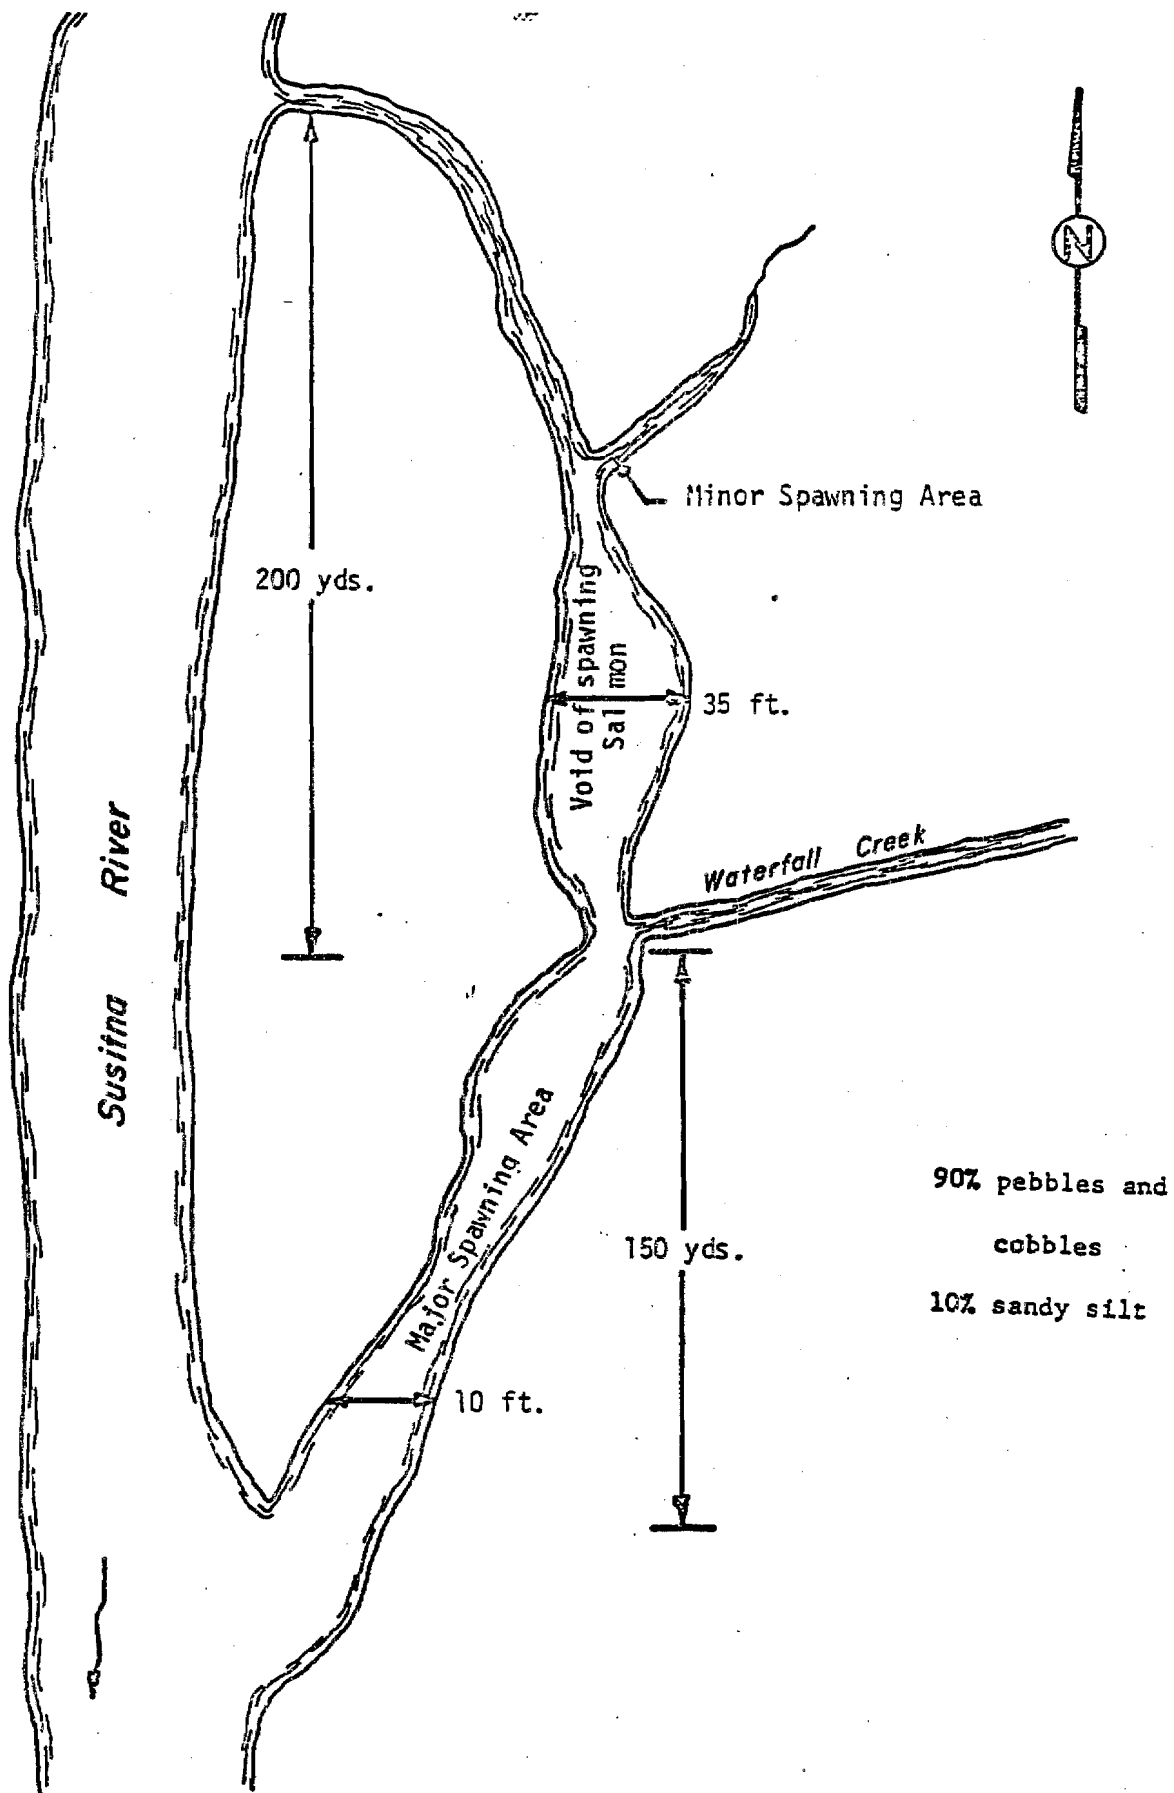 N
Minor Spawning Area
200 yds.
Void of spawning
Salmon
35 ft.
Waterfall Creek
Susitna River
Major Spawning Area
150 yds.
90% pebbles and
cobbles
10% sandy silt
10 ft.